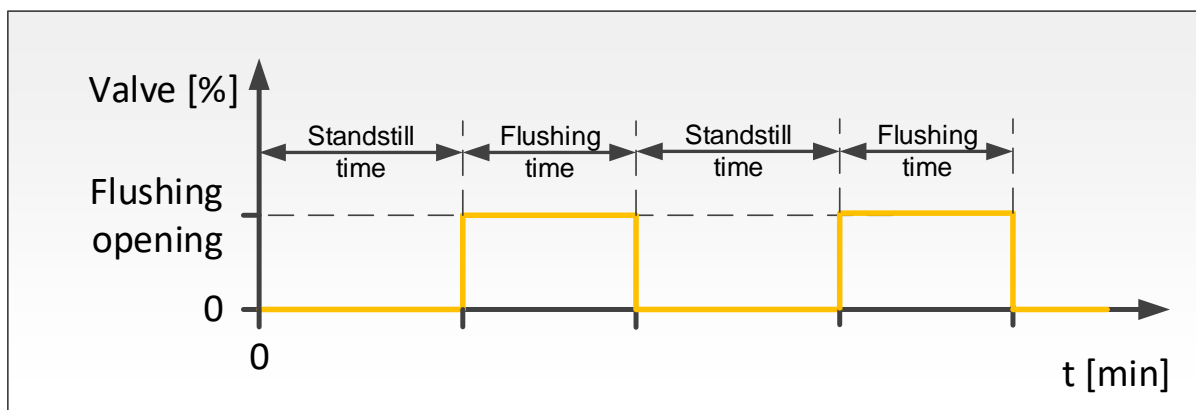 Valve [%]
Standstill
time
Flushing
time
Standstill
time
Flushing
time
Flushing
opening
0
0
t [min]